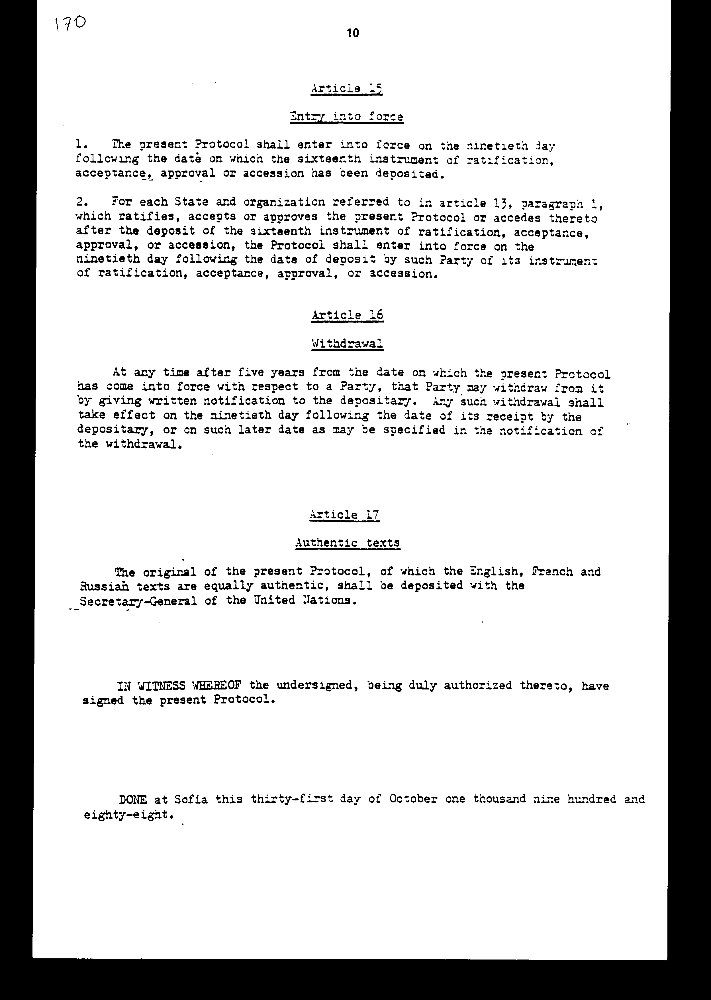 170
10
Article 15
Entry into force
1. The present Protocol shall enter into force on the ninetieth day
following the date on which the sixteenth instrument of ratification,
acceptance, approval or accession has been deposited.
2. For each State and organization referred to in article 13, paragraph 1,
which ratifies, accepts or approves the present Protocol or accedes thereto
after the deposit of the sixteenth instrument of ratification, acceptance,
approval, or accession, the Protocol shall enter into force on the
ninetieth day following the date of deposit by such Party of its instrument
of ratification, acceptance, approval, or accession.
Article 16
Withdrawal
At any time after five years from the date on which the present Protocol
has come into force with respect to a Party, that Party may withdraw from it
by giving written notification to the depositary. Any such withdrawal shall
take effect on the ninetieth day following the date of its receipt by the
depositary, or on such later date as may be specified in the notification of
the withdrawal.
Article 17
Authentic texts
The original of the present Protocol, of which the English, French and
Russian texts are equally authentic, shall be deposited with the
Secretary-General of the United Nations.
IN WITNESS WHEREOF the undersigned, being duly authorized thereto, have
signed the present Protocol.
DONE at Sofia this thirty-first day of October one thousand nine hundred and
eighty-eight.